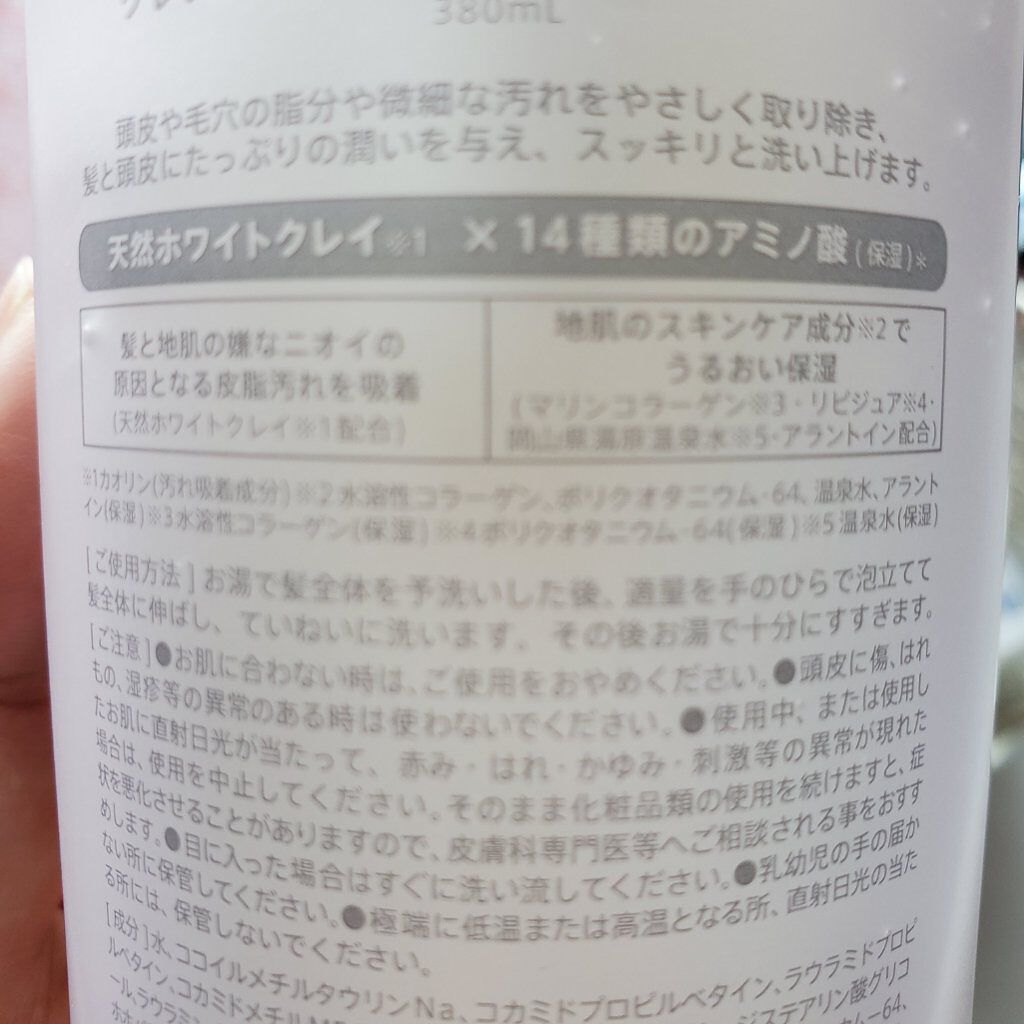 380mL
頭皮や毛穴の脂分や微細な汚れをやさしく取り除き、
髪と頭皮にたっぷりの潤いを与え、スッキリと洗い上げます。
天然ホワイトクレイ※1 × 14種類のアミノ酸(保湿)*
髪と地肌の嫌なニオイの
原因となる皮脂汚れを吸着
(天然ホワイトクレイ※1配合)
地肌のスキンケア成分※2で
うるおい保湿
(マリンコラーゲン※3・リピジュア※4・
岡山県湯原温泉水※5・アラントイン配合)
※1カオリン(汚れ吸着成分)※2水溶性コラーゲン、ポリクオタニウム-64、温泉水、アラント
イン(保湿)※3水溶性コラーゲン(保湿)※4ポリクオタニウム-64(保湿)※5温泉水(保湿)
[ご使用方法]お湯で髪全体を予洗いした後、適量を手のひらで泡立てて
髪全体に伸ばし、ていねいに洗います。その後お湯で十分にすすぎます。
[ご注意]●お肌に合わない時は、ご使用をおやめください。●頭皮に傷、はれ
もの、湿疹等の異常のある時は使わないでください。●使用中、または使用し
たお肌に直射日光が当たって、赤み・はれ・かゆみ・刺激等の異常が現れた
場合は、使用を中止してください。そのまま化粧品類の使用を続けますと、症
状を悪化させることがありますので、皮膚科専門医等へご相談される事をおすす
めします。●目に入った場合はすぐに洗い流してください。●乳幼児の手の届か
ない所に保管してください。●極端に低温または高温となる所、直射日光の当た
る所には、保管しないでください。
[成分]水、ココイルメチルタウリンNa、コカミドプロピルベタイン、ラウラミドプロピ
ルベタイン、コカミドメチルM ジステアリン酸グリコ
ール、ラウラミン ム-64、